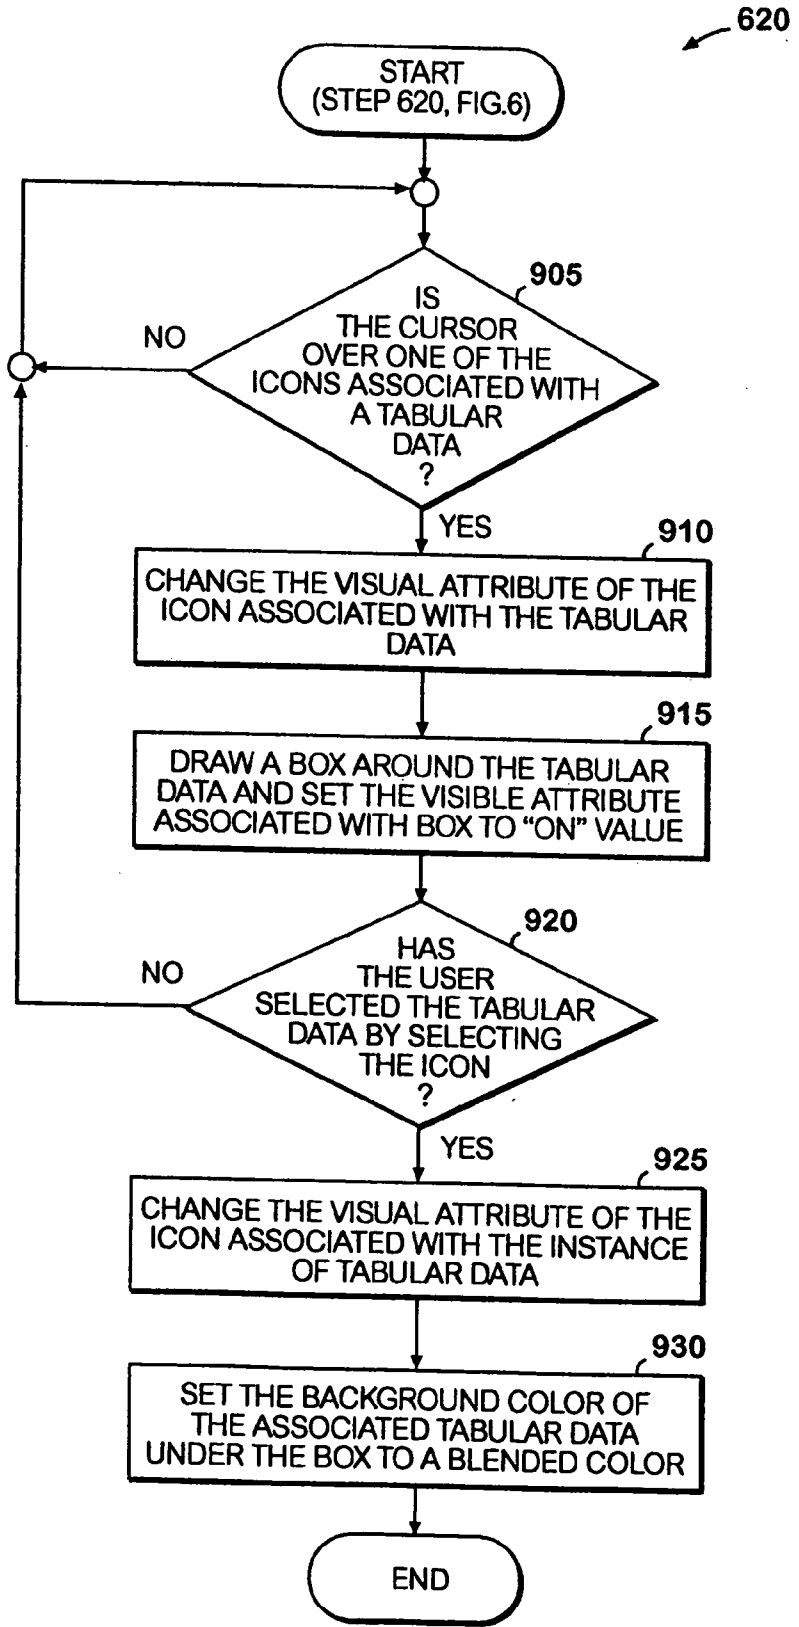 620
START
(STEP 620, FIG.6)
905
IS
THE CURSOR
OVER ONE OF THE
ICONS ASSOCIATED WITH
A TABULAR
DATA
?
NO
YES
910
CHANGE THE VISUAL ATTRIBUTE OF THE
ICON ASSOCIATED WITH THE TABULAR
DATA
915
DRAW A BOX AROUND THE TABULAR
DATA AND SET THE VISIBLE ATTRIBUTE
ASSOCIATED WITH BOX TO “ON” VALUE
920
HAS
THE USER
SELECTED THE TABULAR
DATA BY SELECTING
THE ICON
?
NO
YES
925
CHANGE THE VISUAL ATTRIBUTE OF THE
ICON ASSOCIATED WITH THE INSTANCE
OF TABULAR DATA
930
SET THE BACKGROUND COLOR OF
THE ASSOCIATED TABULAR DATA
UNDER THE BOX TO A BLENDED COLOR
END